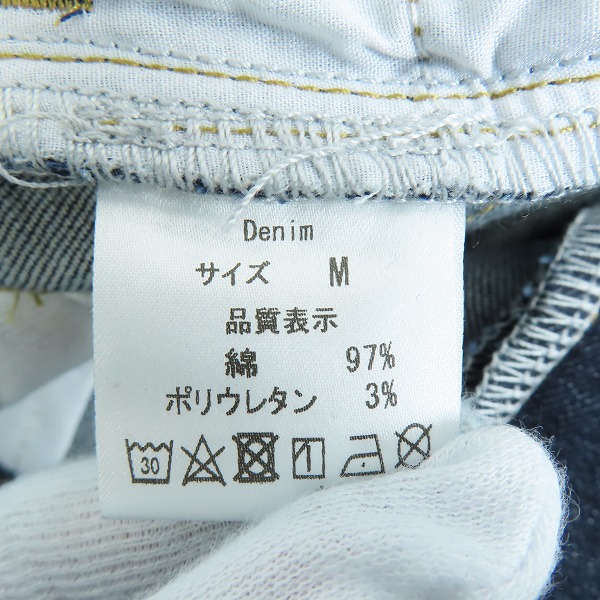 Denim
サイズ M
品質表示
綿 97%
ポリウレタン 3%
30